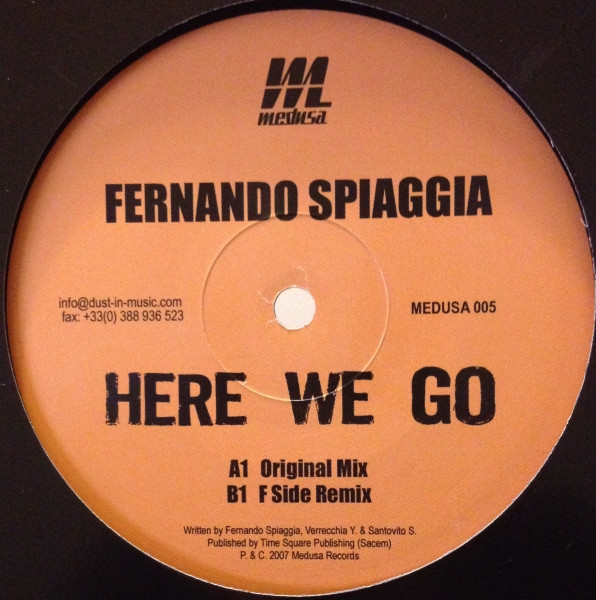 medusa
FERNANDO SPIAGGIA
info@dust-in-music.com
fax: +33(0) 388 936 523
MEDUSA 005
HERE WE GO
A1 Original Mix
B1 F Side Remix
Written by Fernando Spiaggia, Verrecchia Y. & Santovito S.
Published by Time Square Publishing (Sacem)
P. & C. 2007 Medusa Records